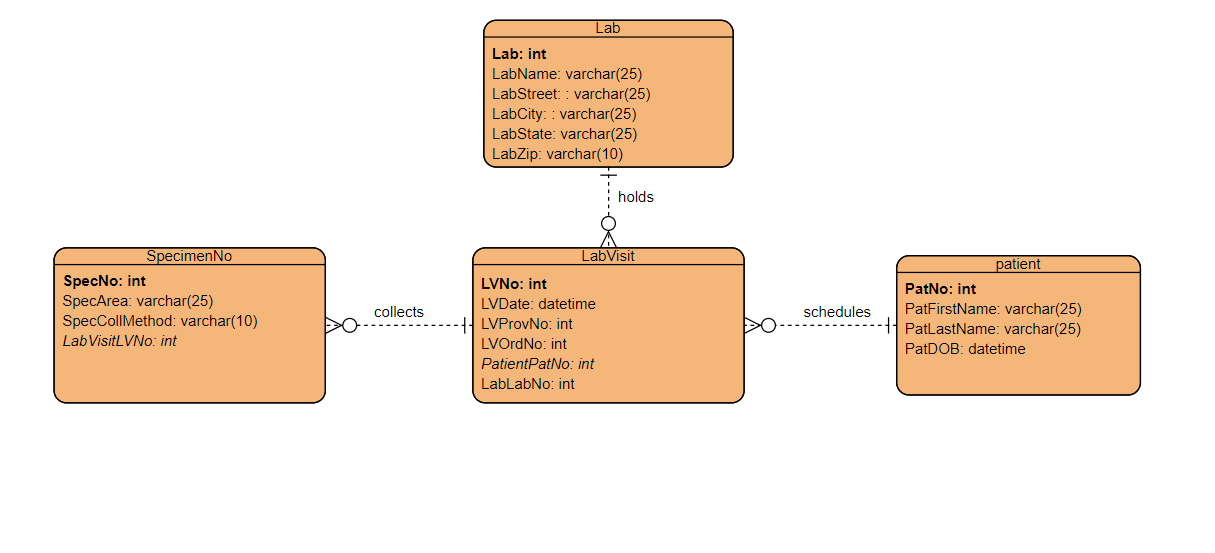 Lab
Lab: int
LabName: varchar(25)
LabStreet: : varchar(25)
LabCity: : varchar(25)
LabState: varchar(25)
LabZip: varchar(10)
holds
SpecimenNo
SpecNo: int
SpecArea: varchar(25)
SpecCollMethod: varchar(10)
LabVisitLVNo: int
collects
LabVisit
LVNo: int
LVDate: datetime
LVProvNo: int
LVOrdNo: int
PatientPatNo: int
LabLabNo: int
schedules
patient
PatNo: int
PatFirstName: varchar(25)
PatLastName: varchar(25)
PatDOB: datetime